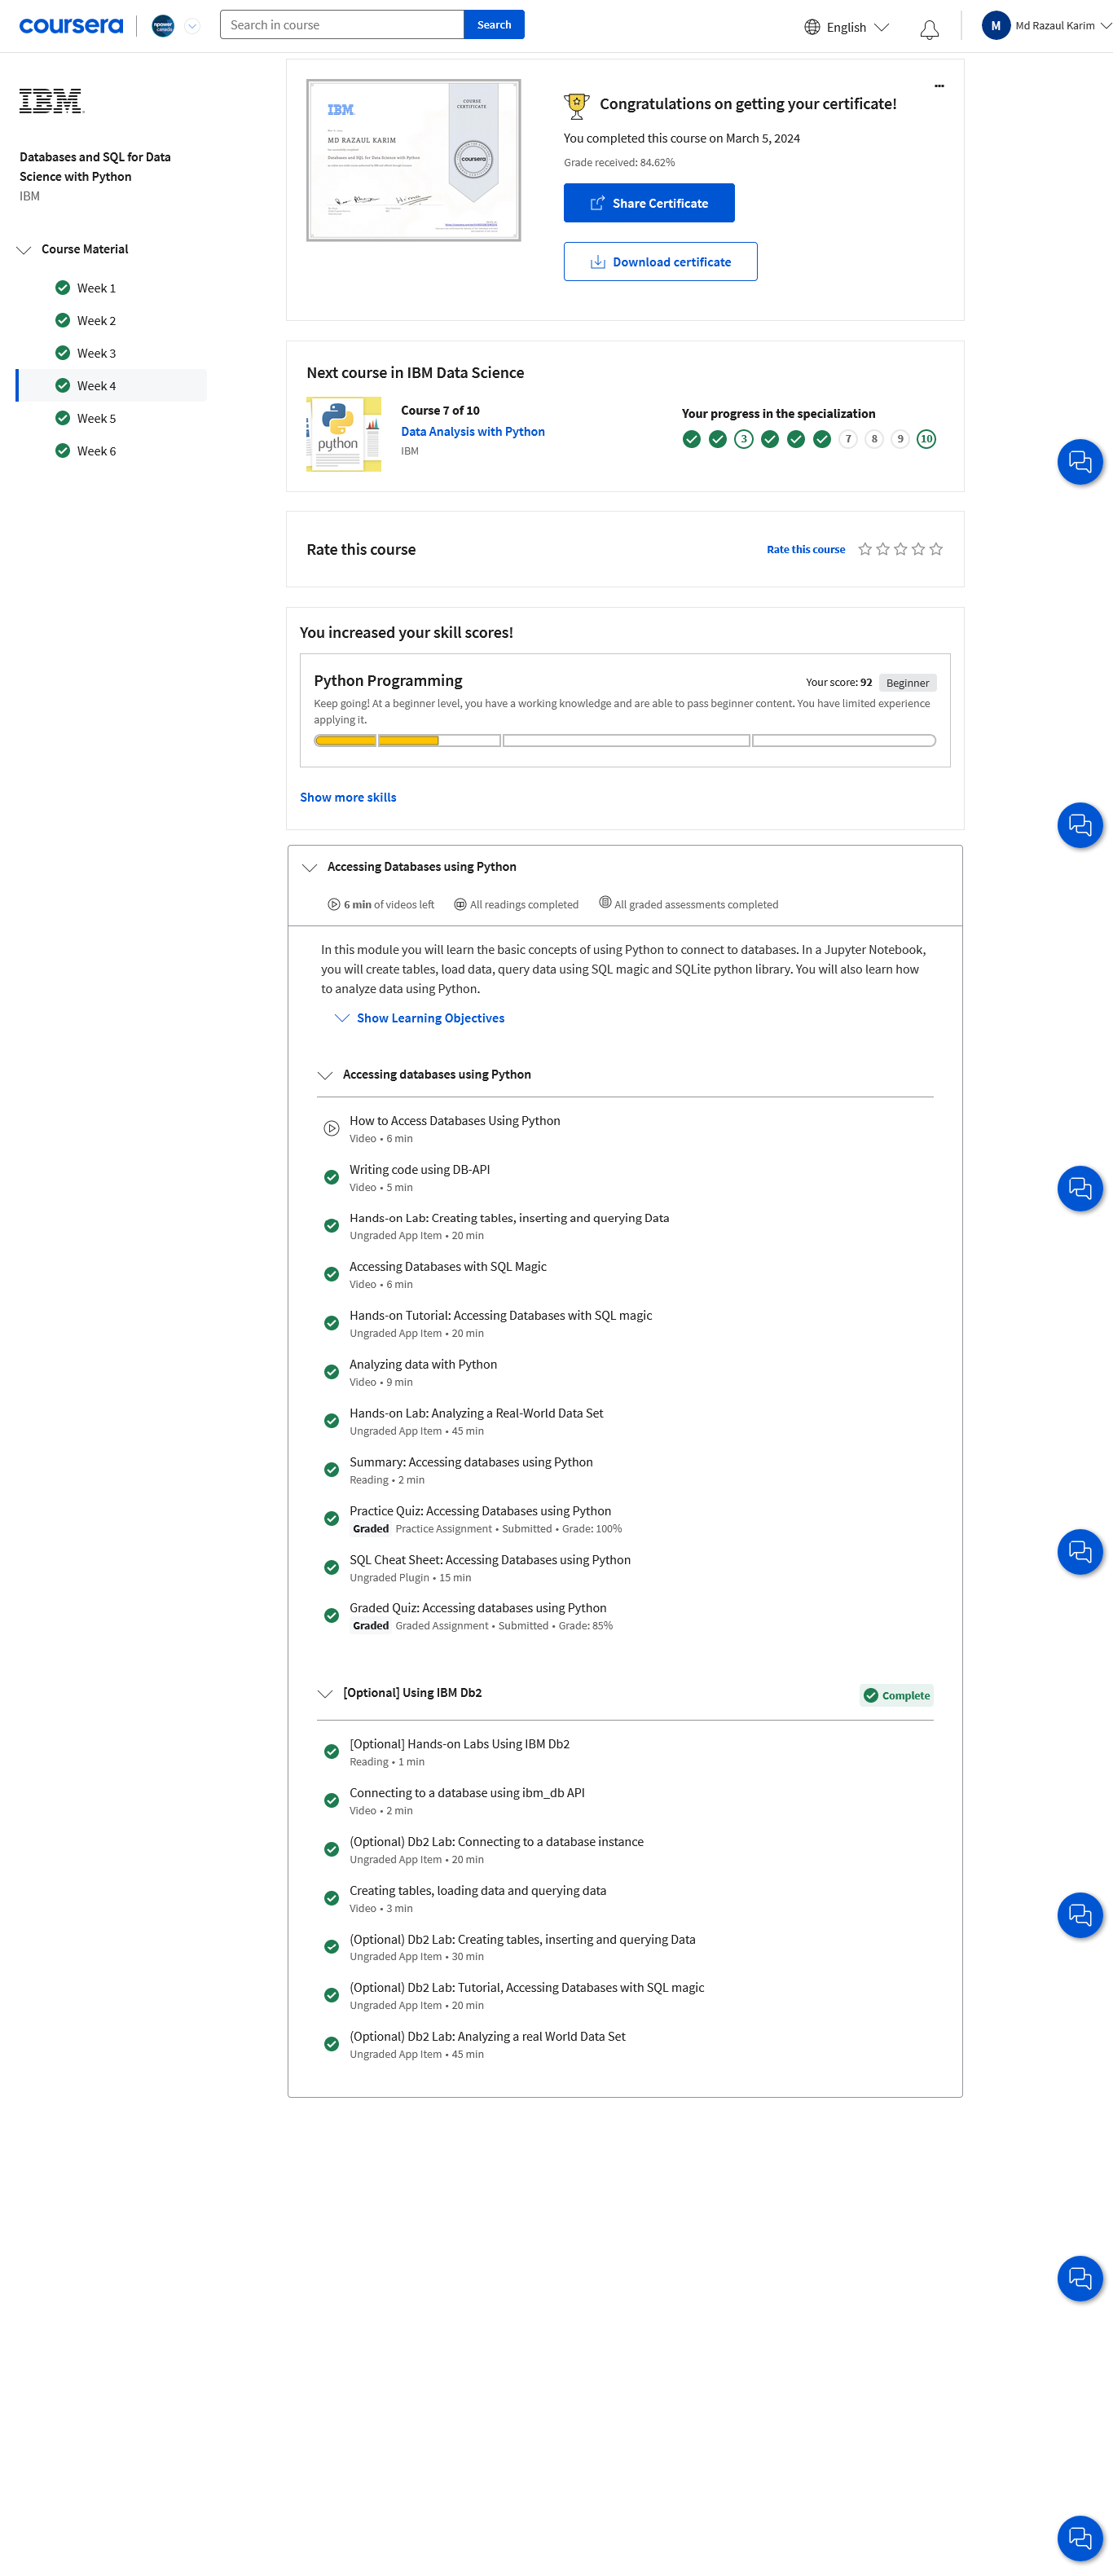 coursera
npower
canada
Search in course
Search
English
M
Md Razaul Karim
IBM
Databases and SQL for Data
Science with Python
IBM
Course Material
Week 1
Week 2
Week 3
Week 4
Week 5
Week 6
IBM
MD RAZAUL KARIM
Databases and SQL for Data Science with Python
COURSE
CERTIFICATE
coursera
Congratulations on getting your certificate!
You completed this course on March 5, 2024
Grade received: 84.62%
Share Certificate
Download certificate
Next course in IBM Data Science
python
Course 7 of 10
Data Analysis with Python
IBM
Your progress in the specialization
3
7
8
9
10
Rate this course
Rate this course
You increased your skill scores!
Python Programming
Your score: 92
Beginner
Keep going! At a beginner level, you have a working knowledge and are able to pass beginner content. You have limited experience
applying it.
Show more skills
Accessing Databases using Python
6 min of videos left
All readings completed
All graded assessments completed
In this module you will learn the basic concepts of using Python to connect to databases. In a Jupyter Notebook,
you will create tables, load data, query data using SQL magic and SQLite python library. You will also learn how
to analyze data using Python.
Show Learning Objectives
Accessing databases using Python
How to Access Databases Using Python
Video • 6 min
Writing code using DB-API
Video • 5 min
Hands-on Lab: Creating tables, inserting and querying Data
Ungraded App Item • 20 min
Accessing Databases with SQL Magic
Video • 6 min
Hands-on Tutorial: Accessing Databases with SQL magic
Ungraded App Item • 20 min
Analyzing data with Python
Video • 9 min
Hands-on Lab: Analyzing a Real-World Data Set
Ungraded App Item • 45 min
Summary: Accessing databases using Python
Reading • 2 min
Practice Quiz: Accessing Databases using Python
Graded Practice Assignment • Submitted • Grade: 100%
SQL Cheat Sheet: Accessing Databases using Python
Ungraded Plugin • 15 min
Graded Quiz: Accessing databases using Python
Graded Graded Assignment • Submitted • Grade: 85%
[Optional] Using IBM Db2
Complete
[Optional] Hands-on Labs Using IBM Db2
Reading • 1 min
Connecting to a database using ibm_db API
Video • 2 min
(Optional) Db2 Lab: Connecting to a database instance
Ungraded App Item • 20 min
Creating tables, loading data and querying data
Video • 3 min
(Optional) Db2 Lab: Creating tables, inserting and querying Data
Ungraded App Item • 30 min
(Optional) Db2 Lab: Tutorial, Accessing Databases with SQL magic
Ungraded App Item • 20 min
(Optional) Db2 Lab: Analyzing a real World Data Set
Ungraded App Item • 45 min